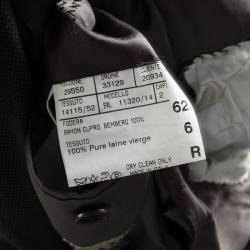 ORDINE CLIENTE
29550 33129 20934
TESSUTO MODELLO CAPI
14115/52 BL 11320/14 2
FODERA 62
RAYON CUPRO BEMBERG 100%
6
TESSUTO
100% Pure laine vierge
R
DRY CLEAN ONLY